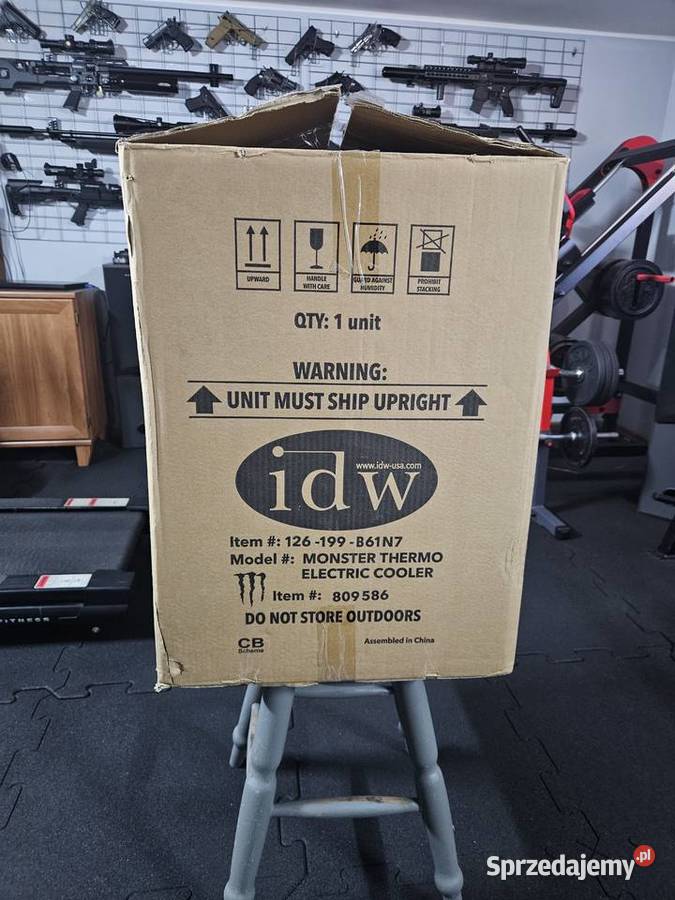 UPWARD
HANDLE
WITH CARE
GUARD AGAINST
HUMIDITY
PROHIBIT
STACKING
QTY: 1 unit
WARNING:
UNIT MUST SHIP UPRIGHT
www.idw-usa.com
idw
Item #: 126-199-B61N7
Model #: MONSTER THERMO
ELECTRIC COOLER
Item #: 809586
DO NOT STORE OUTDOORS
CB
Scheme
Assembled in China
FITNESS
Sprzedajemy.pl